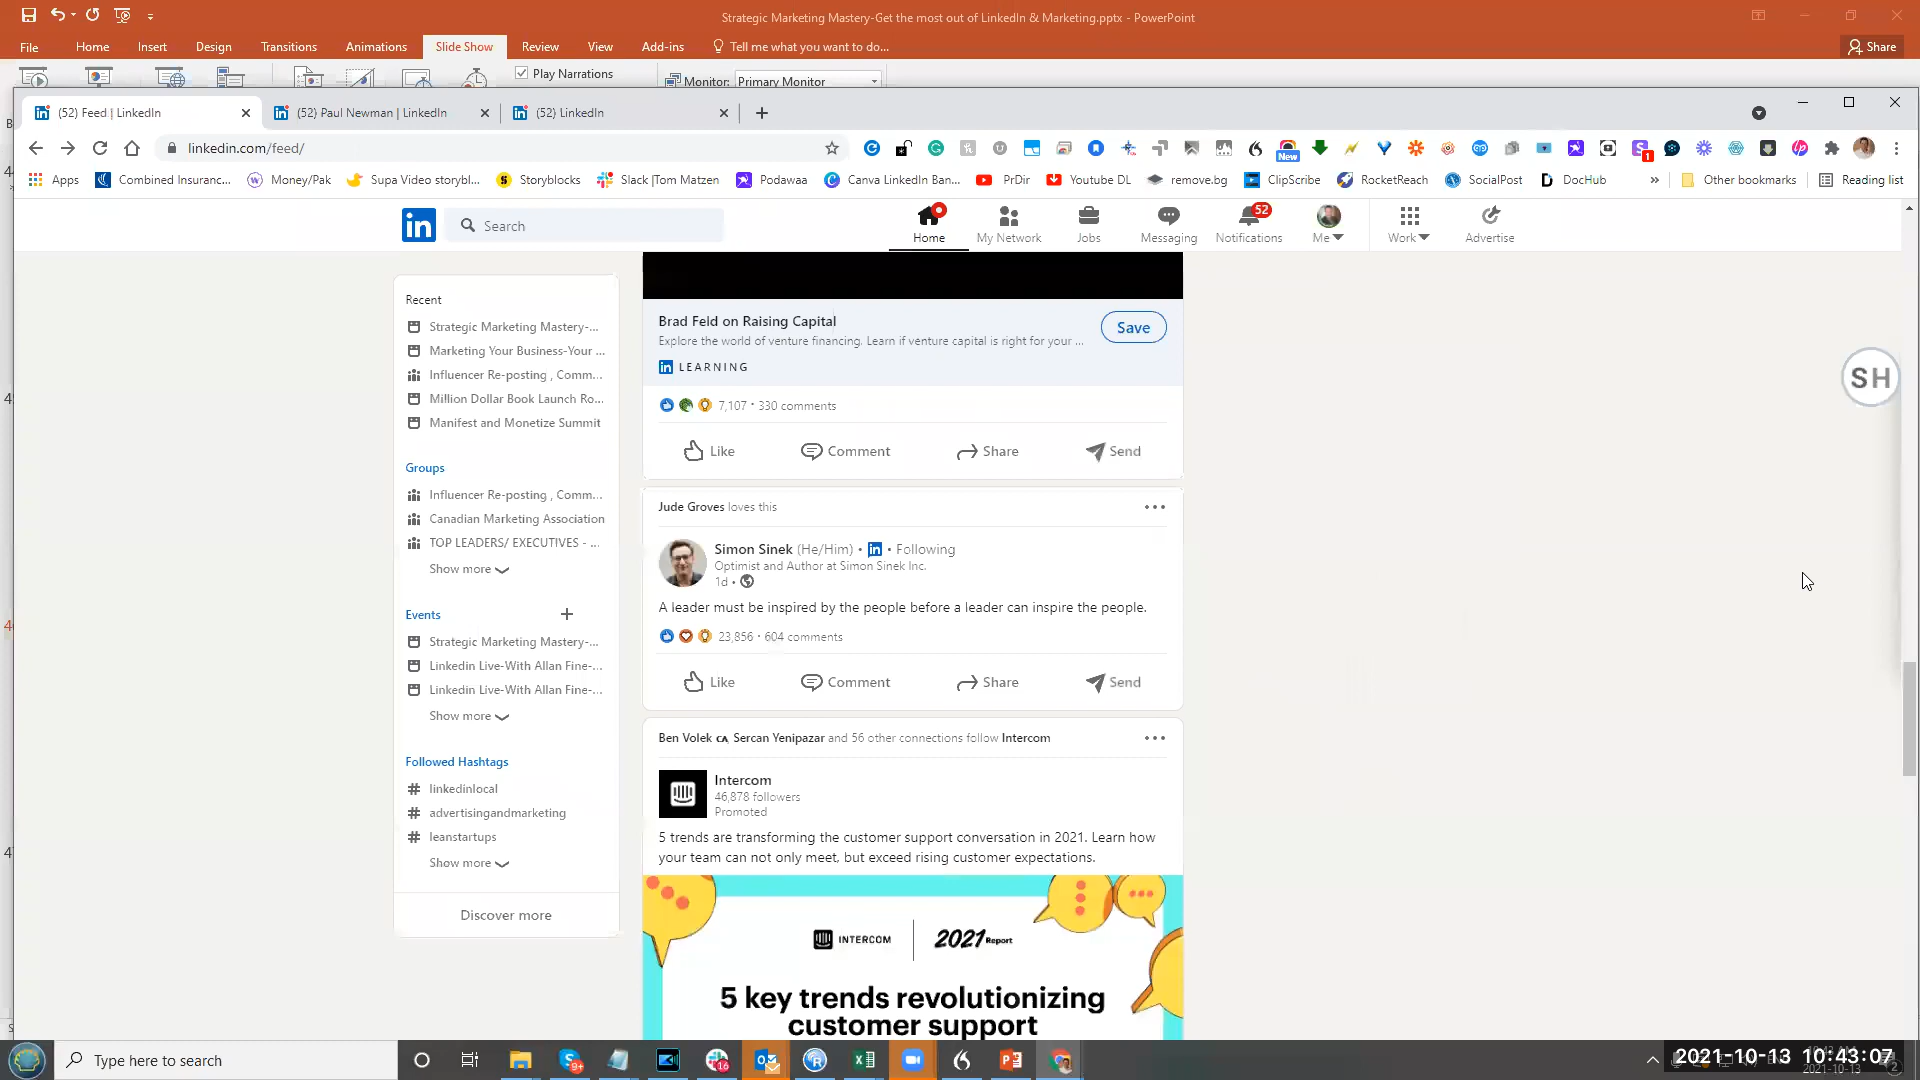 Strategic Marketing Mastery-Get the most out of LinkedIn & Marketing.pptx - PowerPoint
File Home Insert Design Transitions Animations Slide Show Review View Add-ins Tell me what you want to do... Share
Play Narrations Monitor: Primary Monitor
(52) Feed | LinkedIn (52) Paul Newman | LinkedIn (52) LinkedIn
linkedin.com/feed/
New
1
Apps Combined Insuranc... Money/Pak Supa Video storybl... Storyblocks Slack |Tom Matzen Podawaa Canva LinkedIn Ban... PrDir Youtube DL remove.bg ClipScribe RocketReach SocialPost DocHub » Other bookmarks Reading list
in Search
52
Home My Network Jobs Messaging Notifications Me Work Advertise
Recent
Strategic Marketing Mastery-...
Marketing Your Business-Your ...
Influencer Re-posting , Comm...
Million Dollar Book Launch Ro...
Manifest and Monetize Summit
Groups
Influencer Re-posting , Comm...
Canadian Marketing Association
TOP LEADERS/ EXECUTIVES - ...
Show more
Events +
Strategic Marketing Mastery-...
Linkedin Live-With Allan Fine-...
Linkedin Live-With Allan Fine-...
Show more
Followed Hashtags
# linkedinlocal
# advertisingandmarketing
# leanstartups
Show more
Discover more
Brad Feld on Raising Capital
Save
Explore the world of venture financing. Learn if venture capital is right for your ...
in LEARNING
7,107 · 330 comments
Like Comment Share Send
Jude Groves loves this
Simon Sinek (He/Him) • in • Following
Optimist and Author at Simon Sinek Inc.
1d •
A leader must be inspired by the people before a leader can inspire the people.
23,856 · 604 comments
Like Comment Share Send
Ben Volek CA, Sercan Yenipazar and 56 other connections follow Intercom
Intercom
46,878 followers
Promoted
5 trends are transforming the customer support conversation in 2021. Learn how
your team can not only meet, but exceed rising customer expectations.
INTERCOM 2021 Report
5 key trends revolutionizing
customer support
SH
Type here to search
9+
16
2021-10-13 10:43:07
2021-10-13